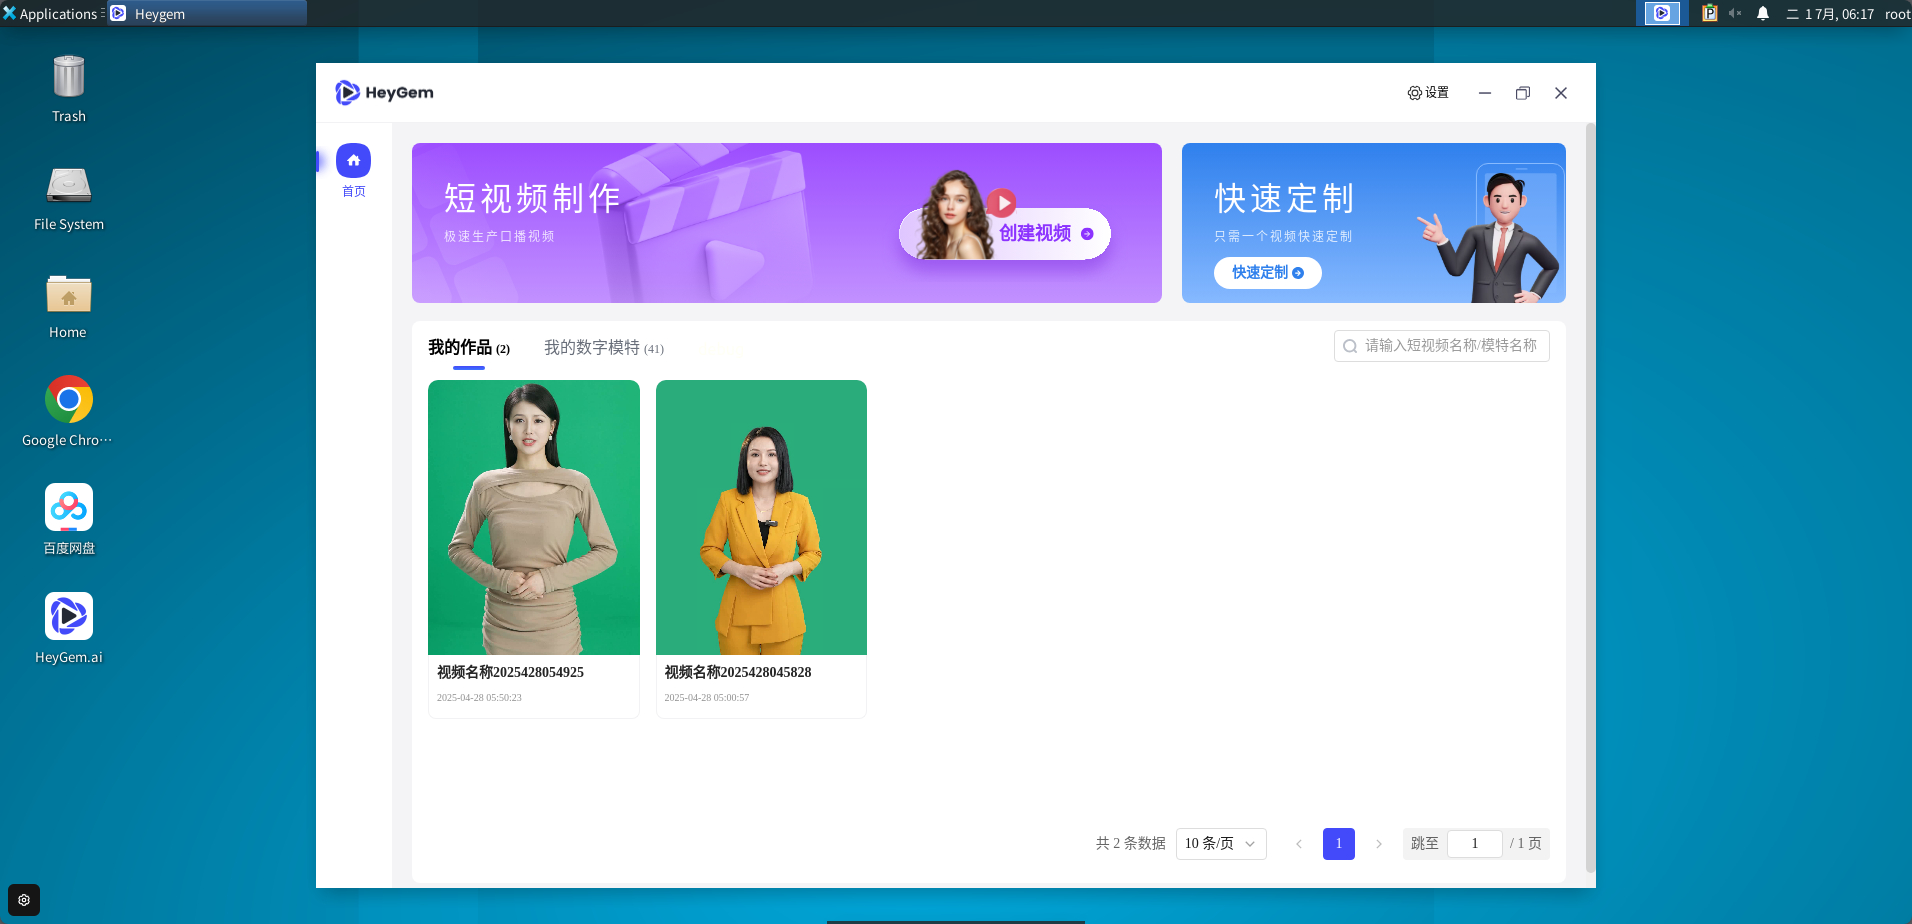 Applications
Heygem
二 1 7月, 06:17
root
Trash
File System
Home
Google Chro…
百度网盘
HeyGem.ai
HeyGem
设置
首页
短视频制作
极速生产口播视频
创建视频
快速定制
只需一个视频快速定制
快速定制
我的作品 (2)
我的数字模特 (41)
请输入短视频名称/模特名称
视频名称2025428054925
2025-04-28 05:50:23
视频名称2025428045828
2025-04-28 05:00:57
共 2 条数据
10 条/页
1
跳至
1
/ 1 页